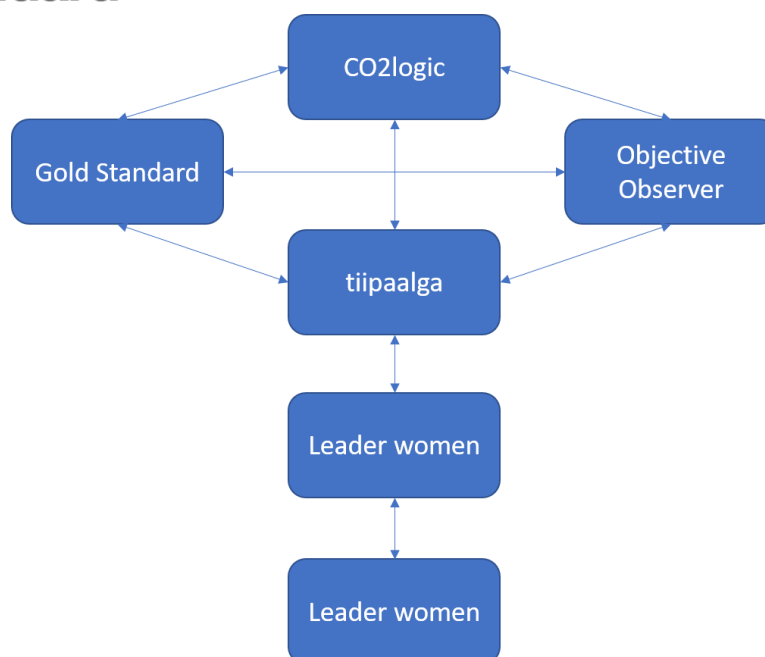 CO2logic
Gold Standard
Objective
Observer
tiipaalga
Leader women
Leader women